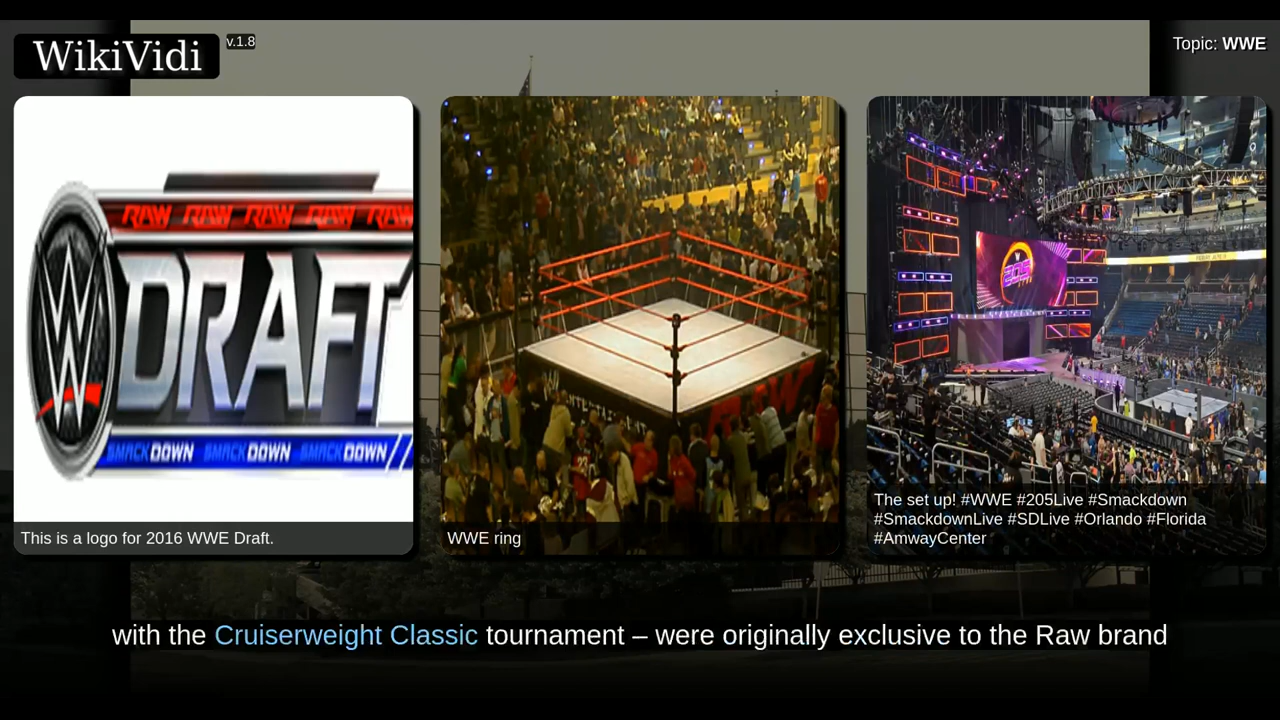 WikiVidi
v.1.8
Topic: WWE
RAW RAW RAW RAW RAW
DRAFT
SMACKDOWN SMACKDOWN SMACKDOWN
This is a logo for 2016 WWE Draft.
WWE ring
205
The set up! #WWE #205Live #Smackdown
#SmackdownLive #SDLive #Orlando #Florida
#AmwayCenter
with the Cruiserweight Classic tournament – were originally exclusive to the Raw brand